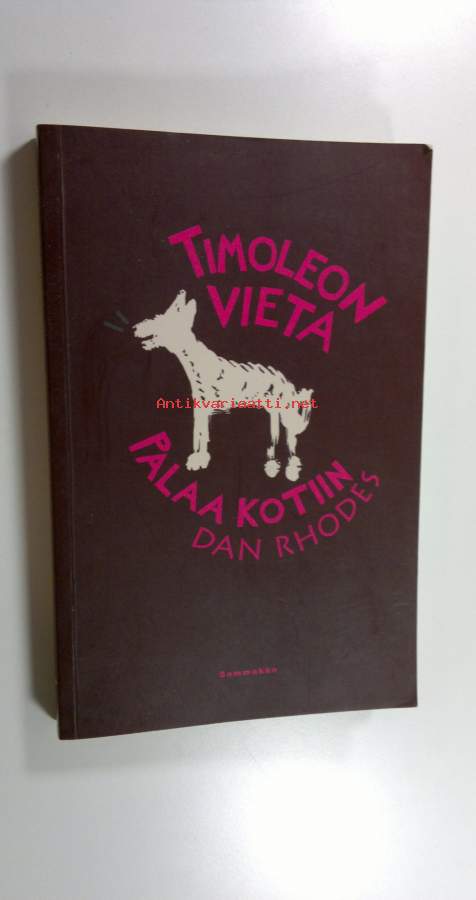 TIMOLEON
VIETA
Antikvariaatti.net
PALAA KOTIIN
DAN RHODES
Sammakko